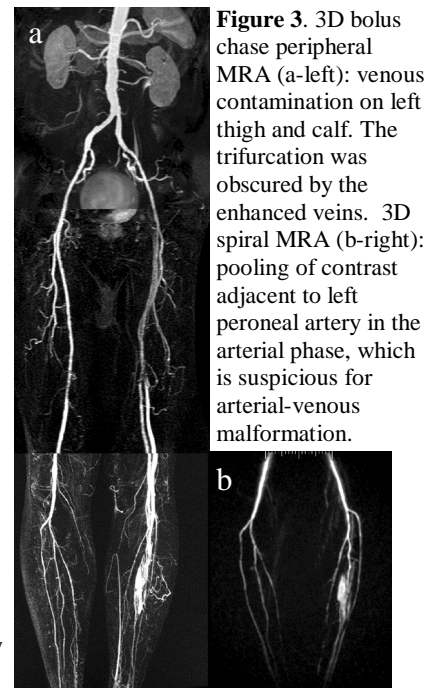 a
Figure 3. 3D bolus
chase peripheral
MRA (a-left): venous
contamination on left
thigh and calf. The
trifurcation was
obscured by the
enhanced veins.  3D
spiral MRA (b-right):
pooling of contrast
adjacent to left
peroneal artery in the
arterial phase, which
is suspicious for
arterial-venous
malformation.
b